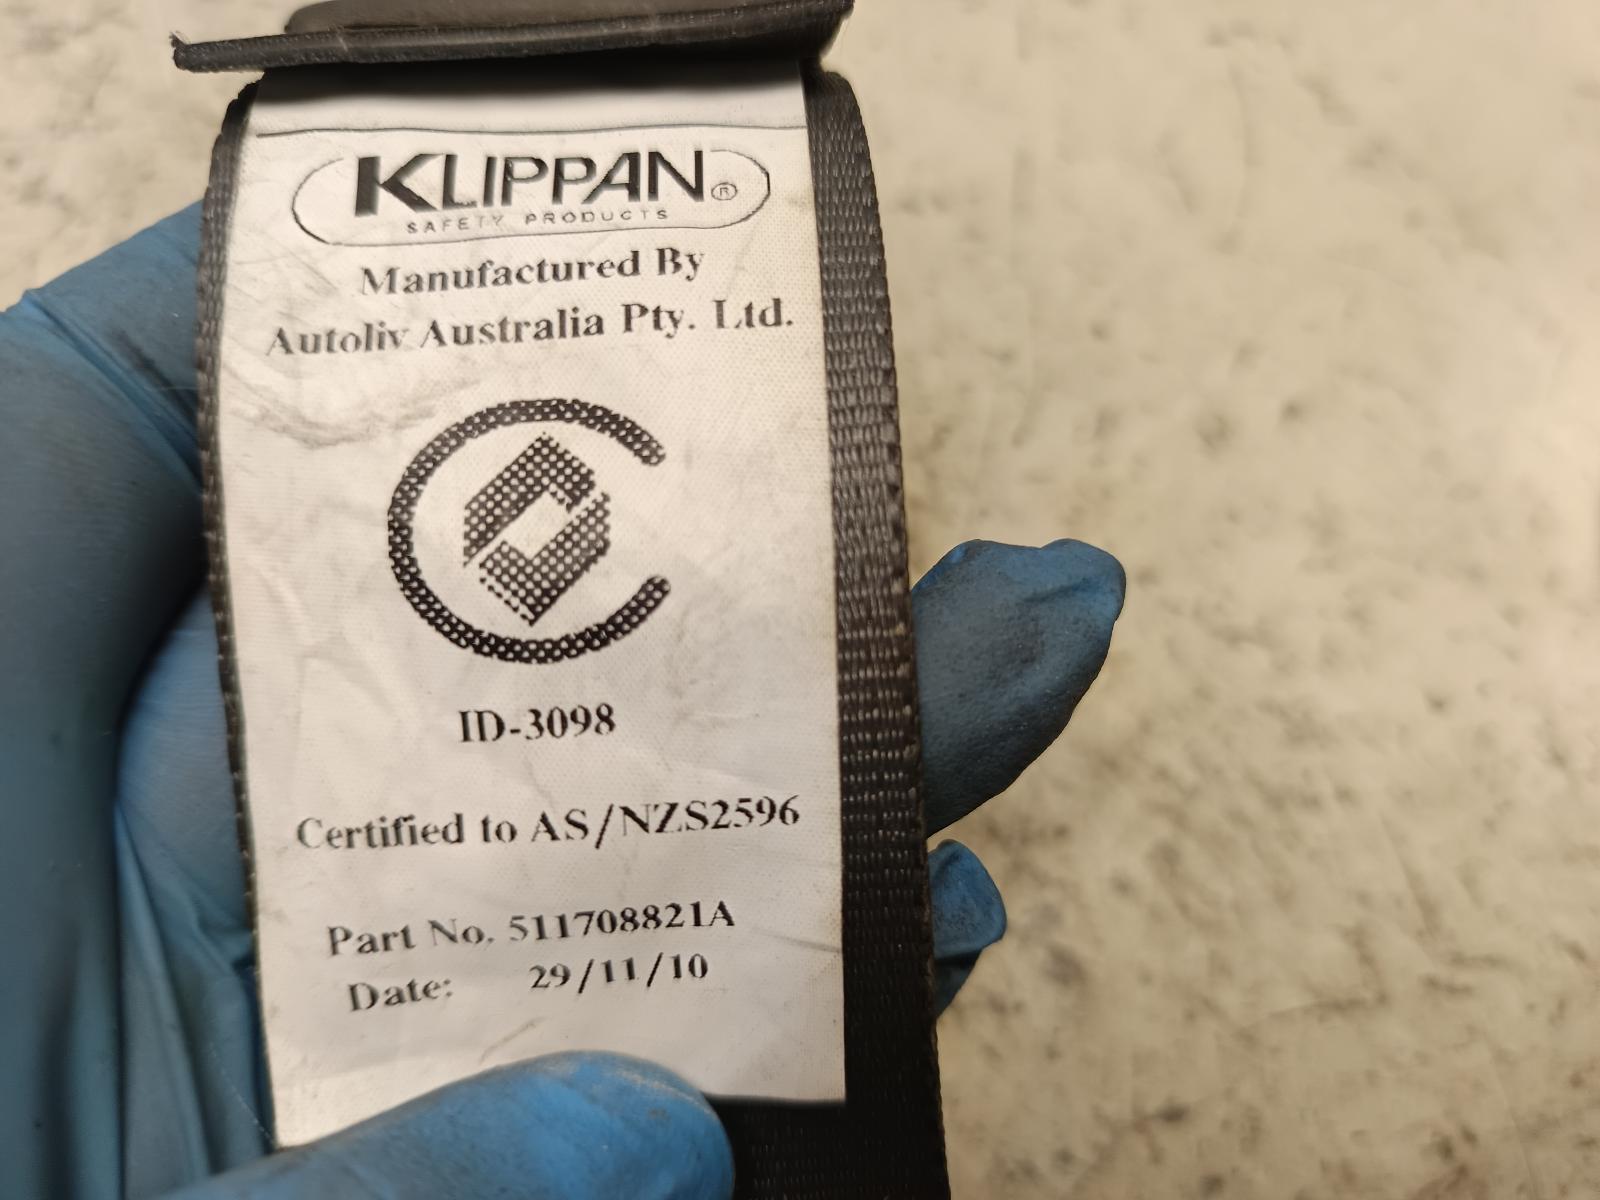 KLIPPAN®
SAFETY PRODUCTS
Manufactured By
Autoliv Australia Pty. Ltd.
ID-3098
Certified to AS/NZS2596
Part No. 511708821A
Date: 29/11/10